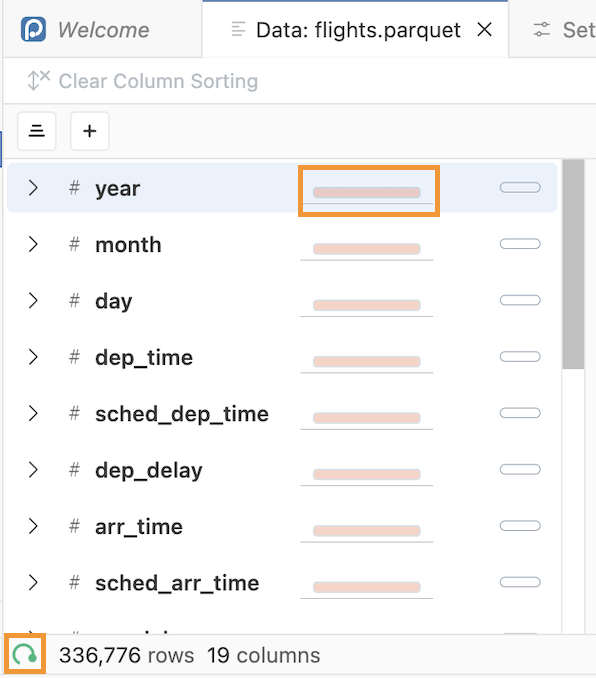 Welcome
Data: flights.parquet
Set
Clear Column Sorting
# year
# month
# day
# dep_time
# sched_dep_time
# dep_delay
# arr_time
# sched_arr_time
336,776 rows 19 columns